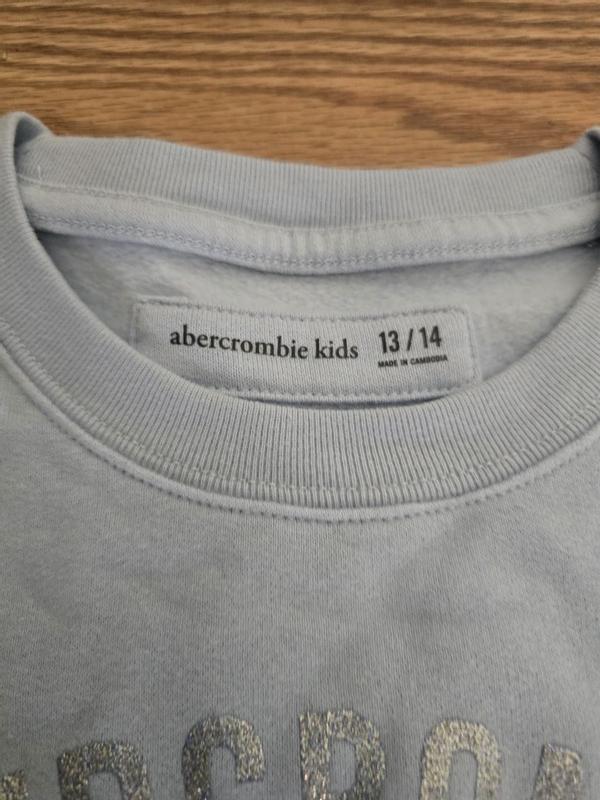 abercrombie kids 13 / 14
MADE IN CAMBODIA